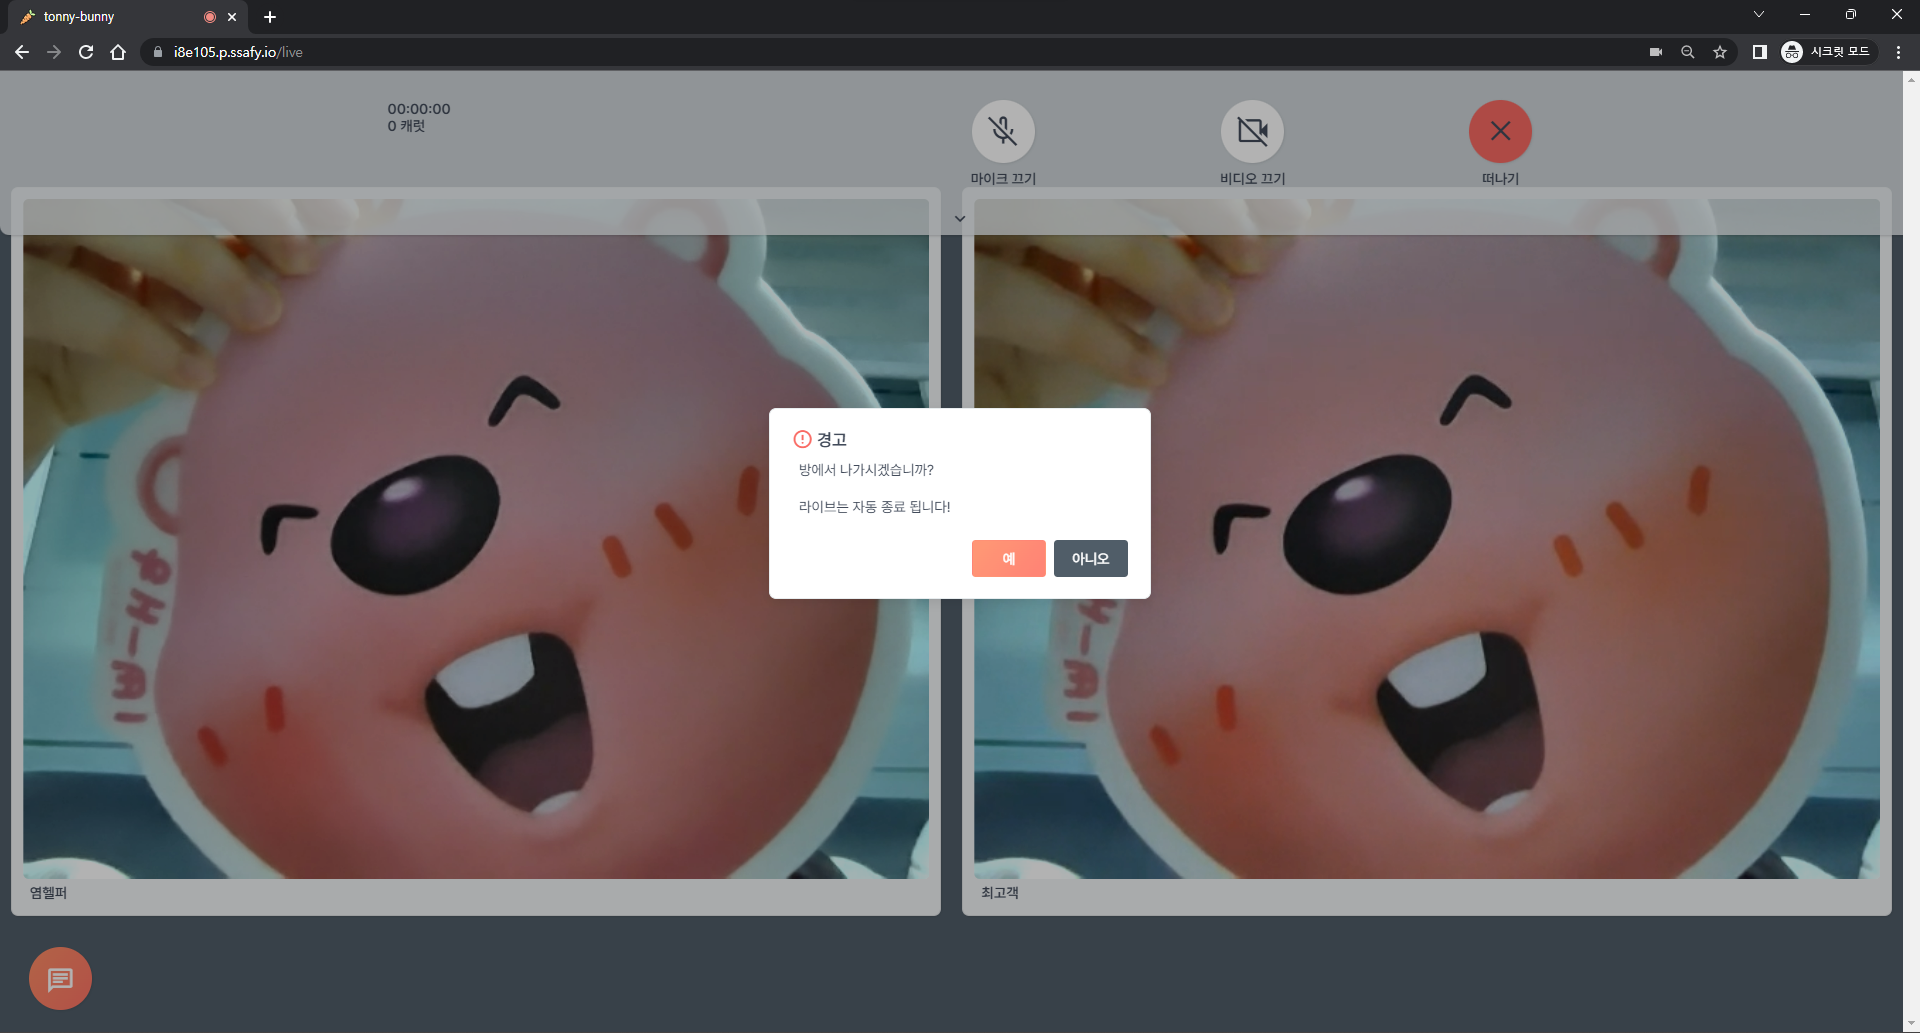 tonny-bunny
i8e105.p.ssafy.io/live
시크릿 모드
00:00:00
0 캐럿
마이크 끄기
비디오 끄기
떠나기
경고
방에서 나가시겠습니까?
라이브는 자동 종료 됩니다!
예
아니오
염헬퍼
최고객